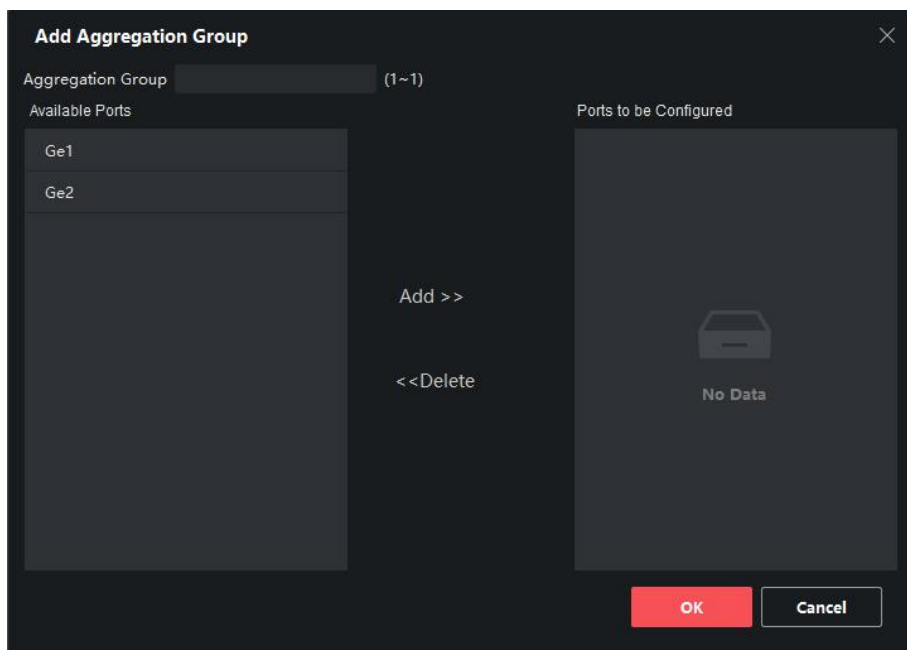 Add Aggregation Group
Aggregation Group (1~1)
Available Ports
Ports to be Configured
Ge1
Ge2
Add >>
<<Delete
No Data
OK
Cancel